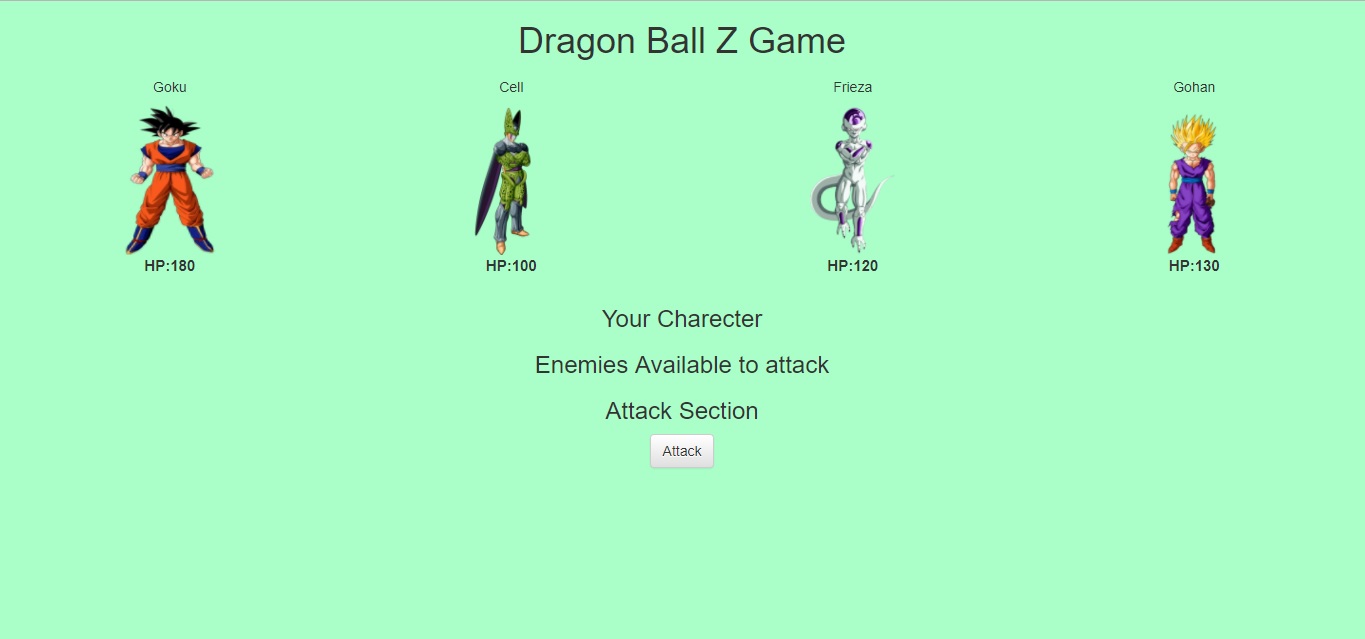 Dragon Ball Z Game
Goku Cell Frieza Gohan
HP:180 HP:100 HP:120 HP:130
Your Charecter
Enemies Available to attack
Attack Section
Attack